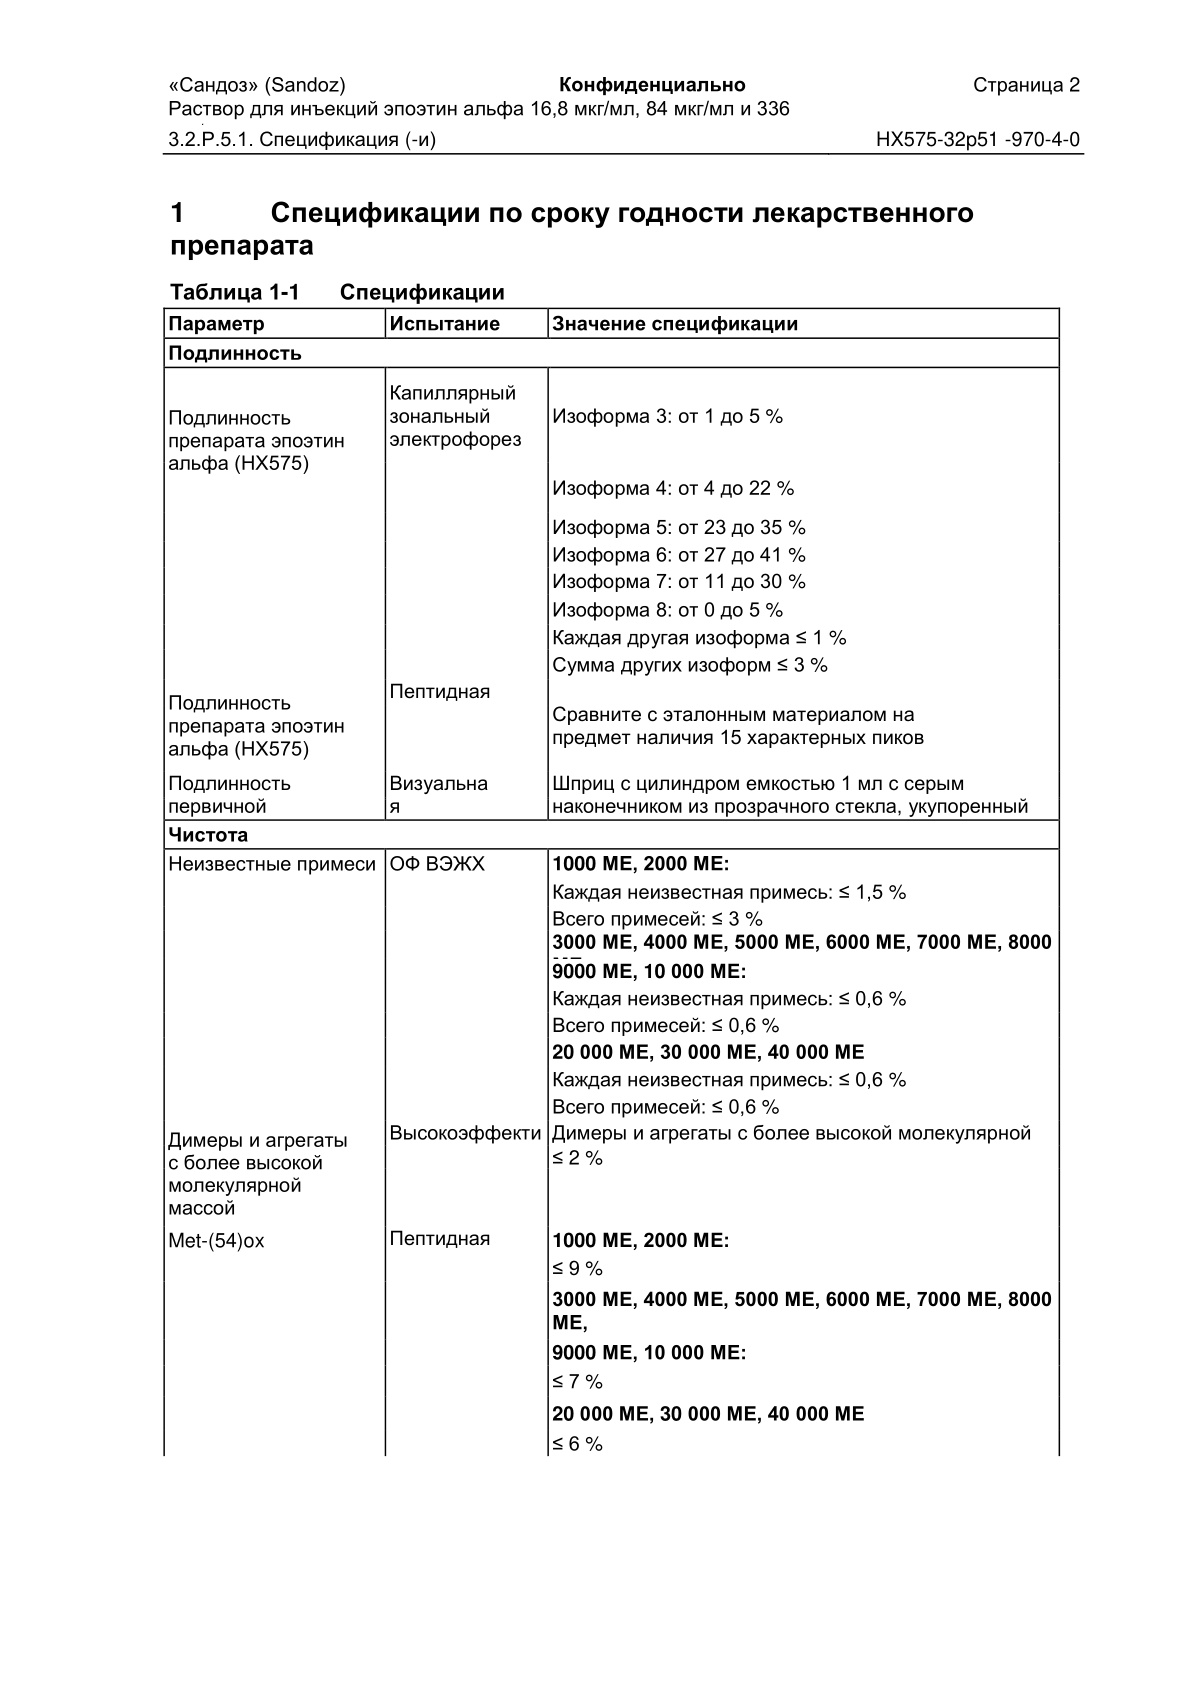 «Сандоз» (Sandoz) Конфиденциально Страница 2
Раствор для инъекций эпоэтин альфа 16,8 мкг/мл, 84 мкг/мл и 336
3.2.P.5.1. Спецификация (-и) HX575-32p51 -970-4-0
1 Спецификации по сроку годности лекарственного
препарата
Таблица 1-1 Спецификации
Параметр Испытание Значение спецификации
Подлинность
Подлинность
препарата эпоэтин
альфа (HX575)
Капиллярный
зональный
электрофорез
Изоформа 3: от 1 до 5 %
Изоформа 4: от 4 до 22 %
Изоформа 5: от 23 до 35 %
Изоформа 6: от 27 до 41 %
Изоформа 7: от 11 до 30 %
Изоформа 8: от 0 до 5 %
Каждая другая изоформа ≤ 1 %
Сумма других изоформ ≤ 3 %
Подлинность
препарата эпоэтин
альфа (HX575)
Пептидная
Сравните с эталонным материалом на
предмет наличия 15 характерных пиков
Подлинность
первичной
Визуальна
я
Шприц с цилиндром емкостью 1 мл с серым
наконечником из прозрачного стекла, укупоренный
Чистота
Неизвестные примеси ОФ ВЭЖХ 1000 МЕ, 2000 МЕ:
Каждая неизвестная примесь: ≤ 1,5 %
Всего примесей: ≤ 3 %
3000 МЕ, 4000 МЕ, 5000 МЕ, 6000 МЕ, 7000 МЕ, 8000
9000 МЕ, 10 000 МЕ:
Каждая неизвестная примесь: ≤ 0,6 %
Всего примесей: ≤ 0,6 %
20 000 МЕ, 30 000 МЕ, 40 000 МЕ
Каждая неизвестная примесь: ≤ 0,6 %
Всего примесей: ≤ 0,6 %
Димеры и агрегаты
с более высокой
молекулярной
массой
Высокоэффекти
Димеры и агрегаты с более высокой молекулярной
≤ 2 %
Met-(54)ox Пептидная 1000 МЕ, 2000 МЕ:
≤ 9 %
3000 МЕ, 4000 МЕ, 5000 МЕ, 6000 МЕ, 7000 МЕ, 8000
МЕ,
9000 МЕ, 10 000 МЕ:
≤ 7 %
20 000 МЕ, 30 000 МЕ, 40 000 МЕ
≤ 6 %